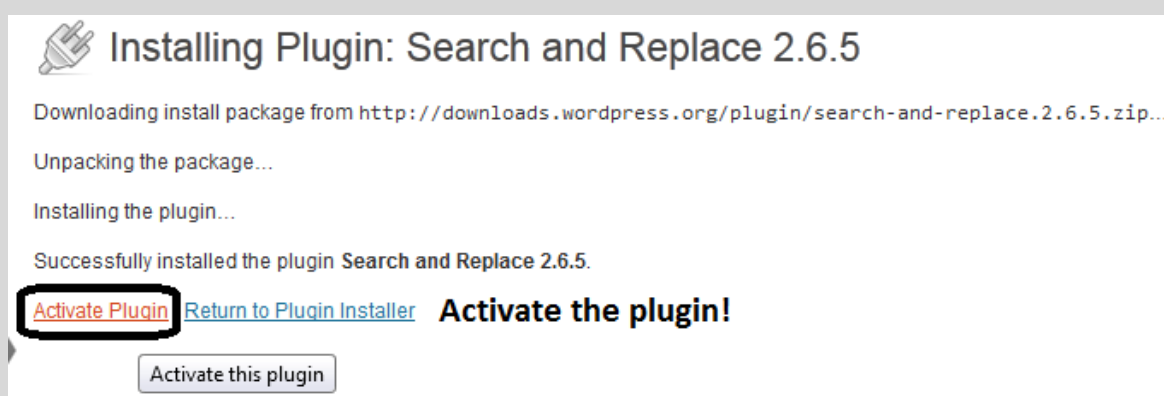 Installing Plugin: Search and Replace 2.6.5
Downloading install package from http://downloads.wordpress.org/plugin/search-and-replace.2.6.5.zip...
Unpacking the package...
Installing the plugin...
Successfully installed the plugin Search and Replace 2.6.5.
Activate Plugin Return to Plugin Installer Activate the plugin!
Activate this plugin